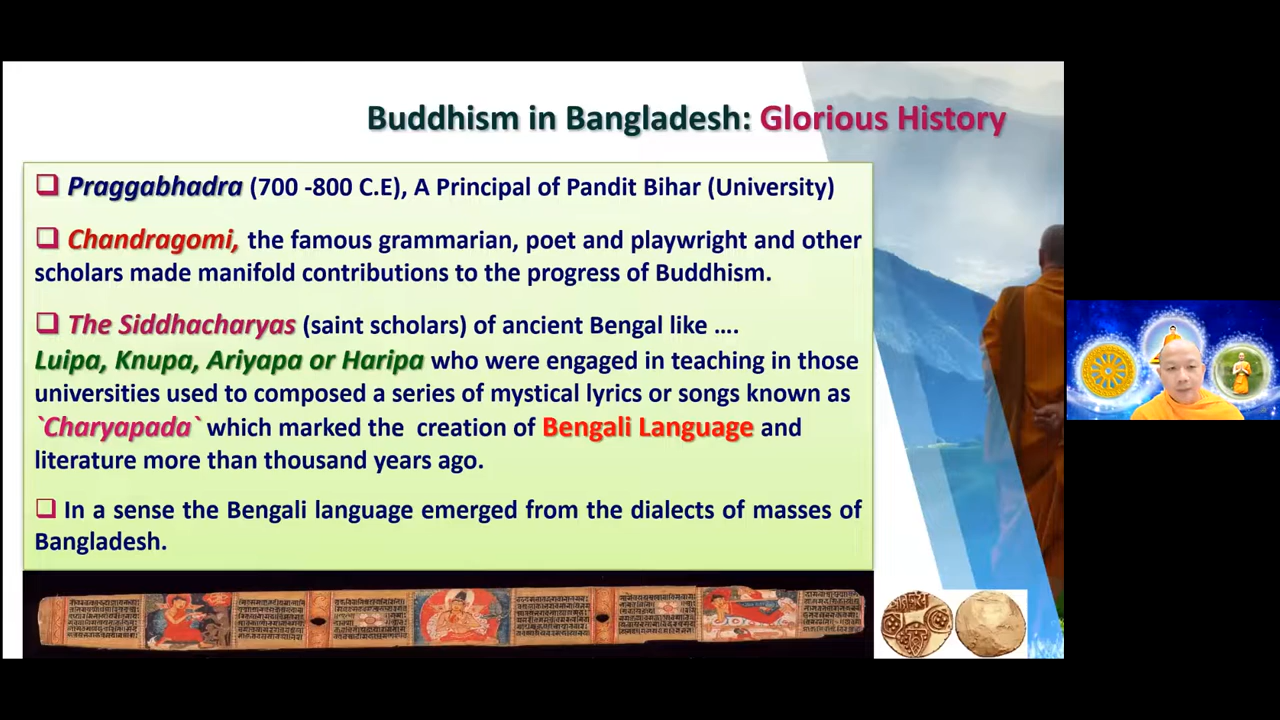 Buddhism in Bangladesh: Glorious History
❑ Praggabhadra (700 -800 C.E), A Principal of Pandit Bihar (University)
❑ Chandragomi, the famous grammarian, poet and playwright and other
scholars made manifold contributions to the progress of Buddhism.
❑ The Siddhacharyas (saint scholars) of ancient Bengal like ....
Luipa, Knupa, Ariyapa or Haripa who were engaged in teaching in those
universities used to composed a series of mystical lyrics or songs known as
`Charyapada` which marked the creation of Bengali Language and
literature more than thousand years ago.
❑ In a sense the Bengali language emerged from the dialects of masses of
Bangladesh.